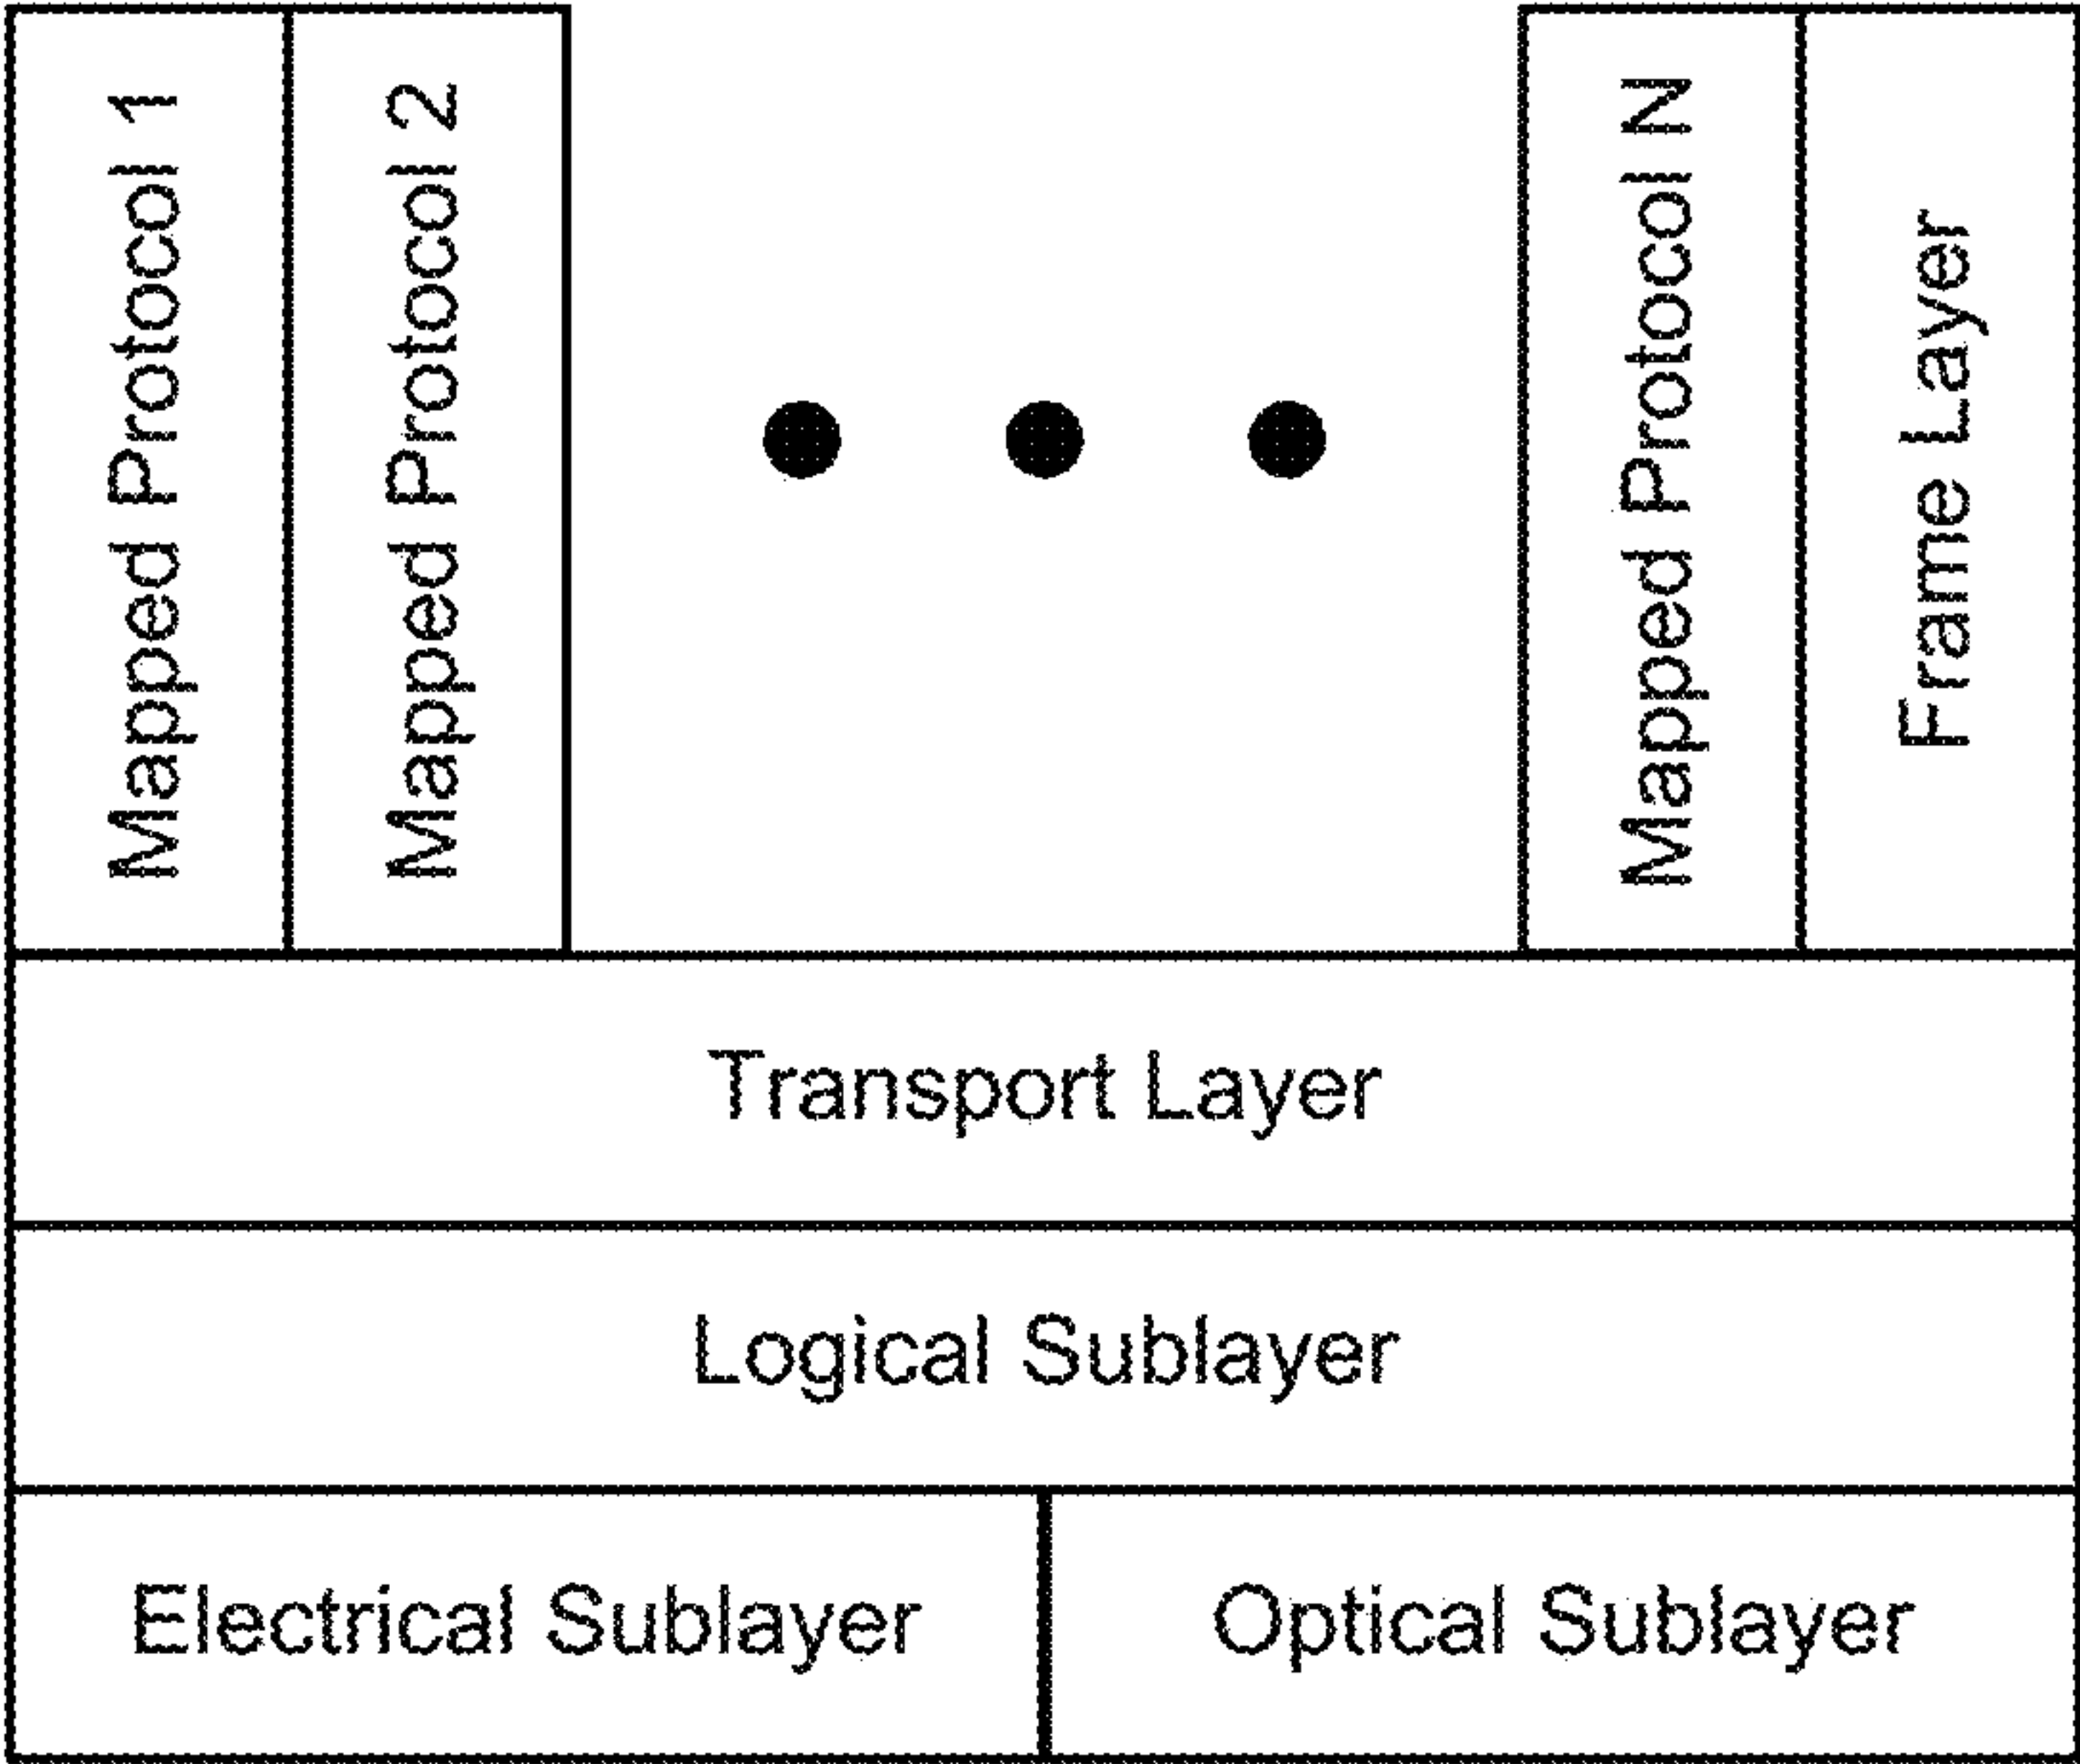 Mapped Protocol 1
Mapped Protocol 2
Mapped Protocol N
Frame Layer
Transport Layer
Logical Sublayer
Electrical Sublayer
Optical Sublayer